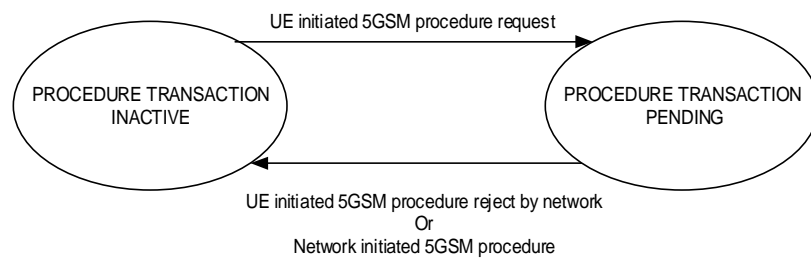 UE initiated 5GSM procedure request
PROCEDURE TRANSACTION
INACTIVE
PROCEDURE TRANSACTION
PENDING
UE initiated 5GSM procedure reject by network
Or
Network initiated 5GSM procedure